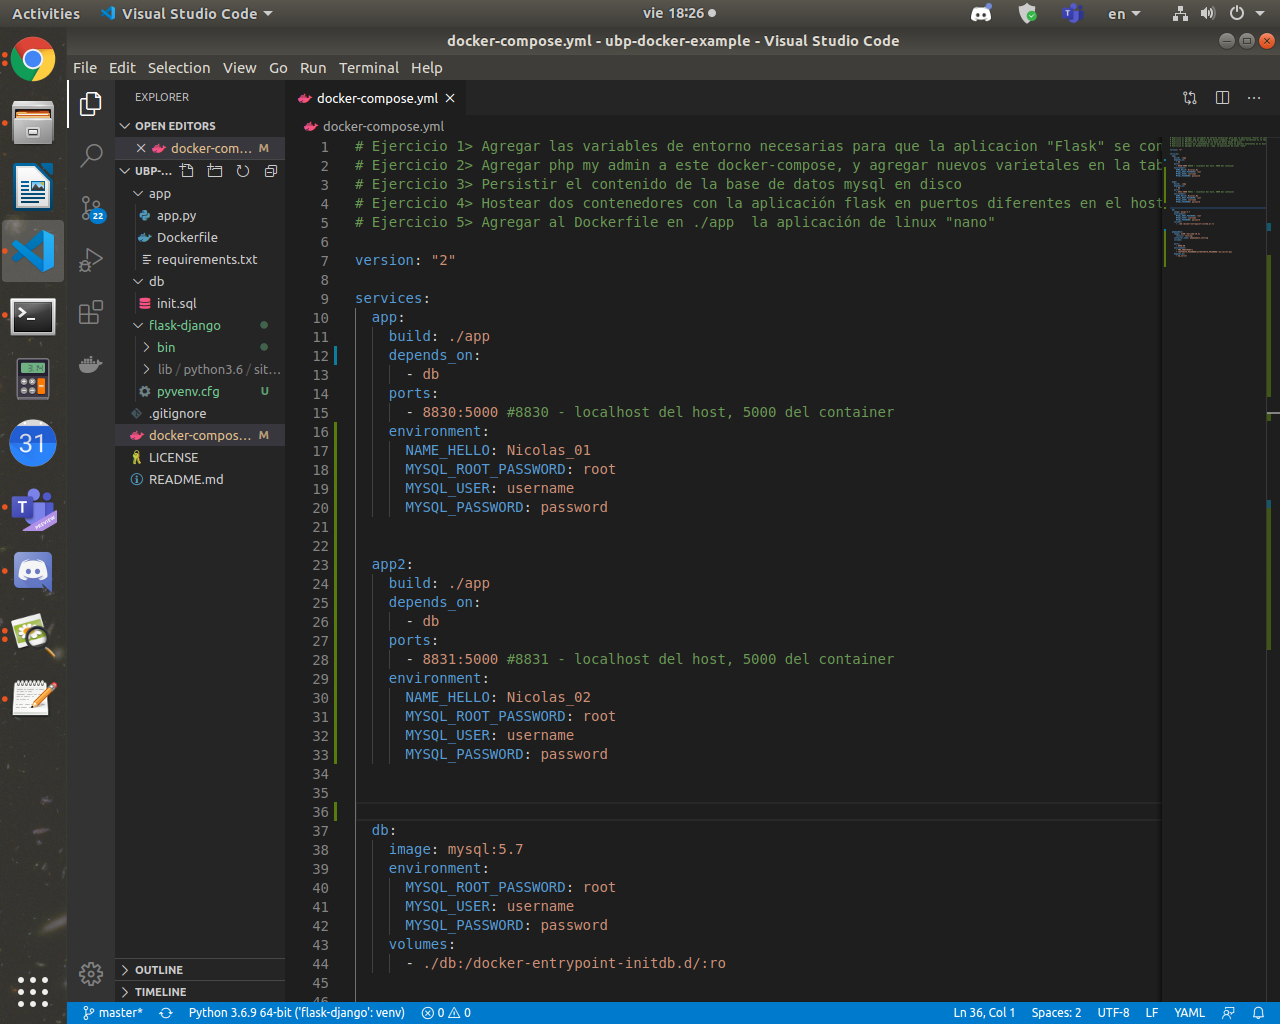 Activities
Visual Studio Code
vie 18:26
en
docker-compose.yml - ubp-docker-example - Visual Studio Code
File Edit Selection View Go Run Terminal Help
EXPLORER
OPEN EDITORS
docker-com... M
UBP-...
app
app.py
Dockerfile
requirements.txt
db
init.sql
flask-django
bin
lib / python3.6 / sit...
pyvenv.cfg U
.gitignore
docker-compos... M
LICENSE
README.md
OUTLINE
TIMELINE
22
31
docker-compose.yml
docker-compose.yml
1 # Ejercicio 1> Agregar las variables de entorno necesarias para que la aplicacion "Flask" se con
2 # Ejercicio 2> Agregar php my admin a este docker-compose, y agregar nuevos varietales en la tab
3 # Ejercicio 3> Persistir el contenido de la base de datos mysql en disco
4 # Ejercicio 4> Hostear dos contenedores con la aplicación flask en puertos diferentes en el host
5 # Ejercicio 5> Agregar al Dockerfile en ./app  la aplicación de linux "nano"
6
7 version: "2"
8
9 services:
10   app:
11     build: ./app
12     depends_on:
13       - db
14     ports:
15       - 8830:5000 #8830 - localhost del host, 5000 del container
16     environment:
17       NAME_HELLO: Nicolas_01
18       MYSQL_ROOT_PASSWORD: root
19       MYSQL_USER: username
20       MYSQL_PASSWORD: password
21
22
23   app2:
24     build: ./app
25     depends_on:
26       - db
27     ports:
28       - 8831:5000 #8831 - localhost del host, 5000 del container
29     environment:
30       NAME_HELLO: Nicolas_02
31       MYSQL_ROOT_PASSWORD: root
32       MYSQL_USER: username
33       MYSQL_PASSWORD: password
34
35
36
37   db:
38     image: mysql:5.7
39     environment:
40       MYSQL_ROOT_PASSWORD: root
41       MYSQL_USER: username
42       MYSQL_PASSWORD: password
43     volumes:
44       - ./db:/docker-entrypoint-initdb.d/:ro
45
46
master* Python 3.6.9 64-bit ('flask-django': venv) 0 0 Ln 36, Col 1 Spaces: 2 UTF-8 LF YAML